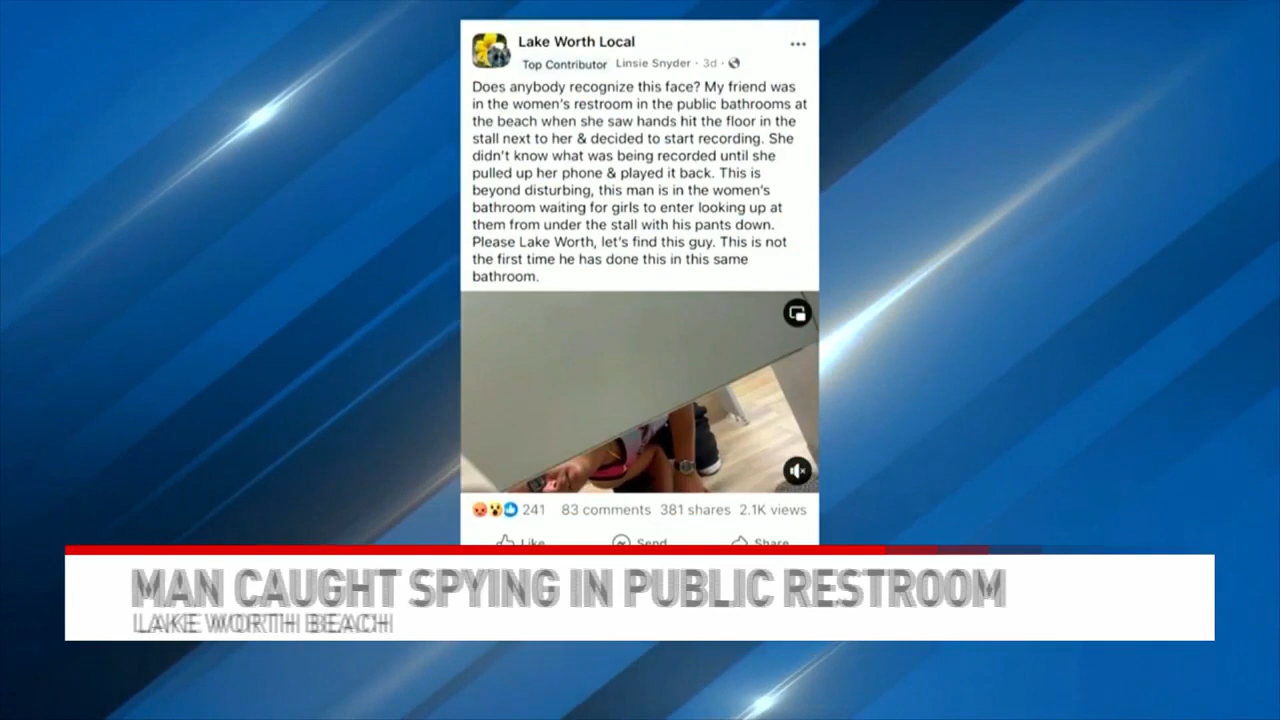 Lake Worth Local
Top Contributor Linsie Snyder · 3d ·
Does anybody recognize this face? My friend was
in the women's restroom in the public bathrooms at
the beach when she saw hands hit the floor in the
stall next to her & decided to start recording. She
didn't know what was being recorded until she
pulled up her phone & played it back. This is
beyond disturbing, this man is in the women's
bathroom waiting for girls to enter looking up at
them from under the stall with his pants down.
Please Lake Worth, let's find this guy. This is not
the first time he has done this in this same
bathroom.
241 83 comments 381 shares 2.1K views
Like Send Share
MAN CAUGHT SPYING IN PUBLIC RESTROOM
LAKE WORTH BEACH